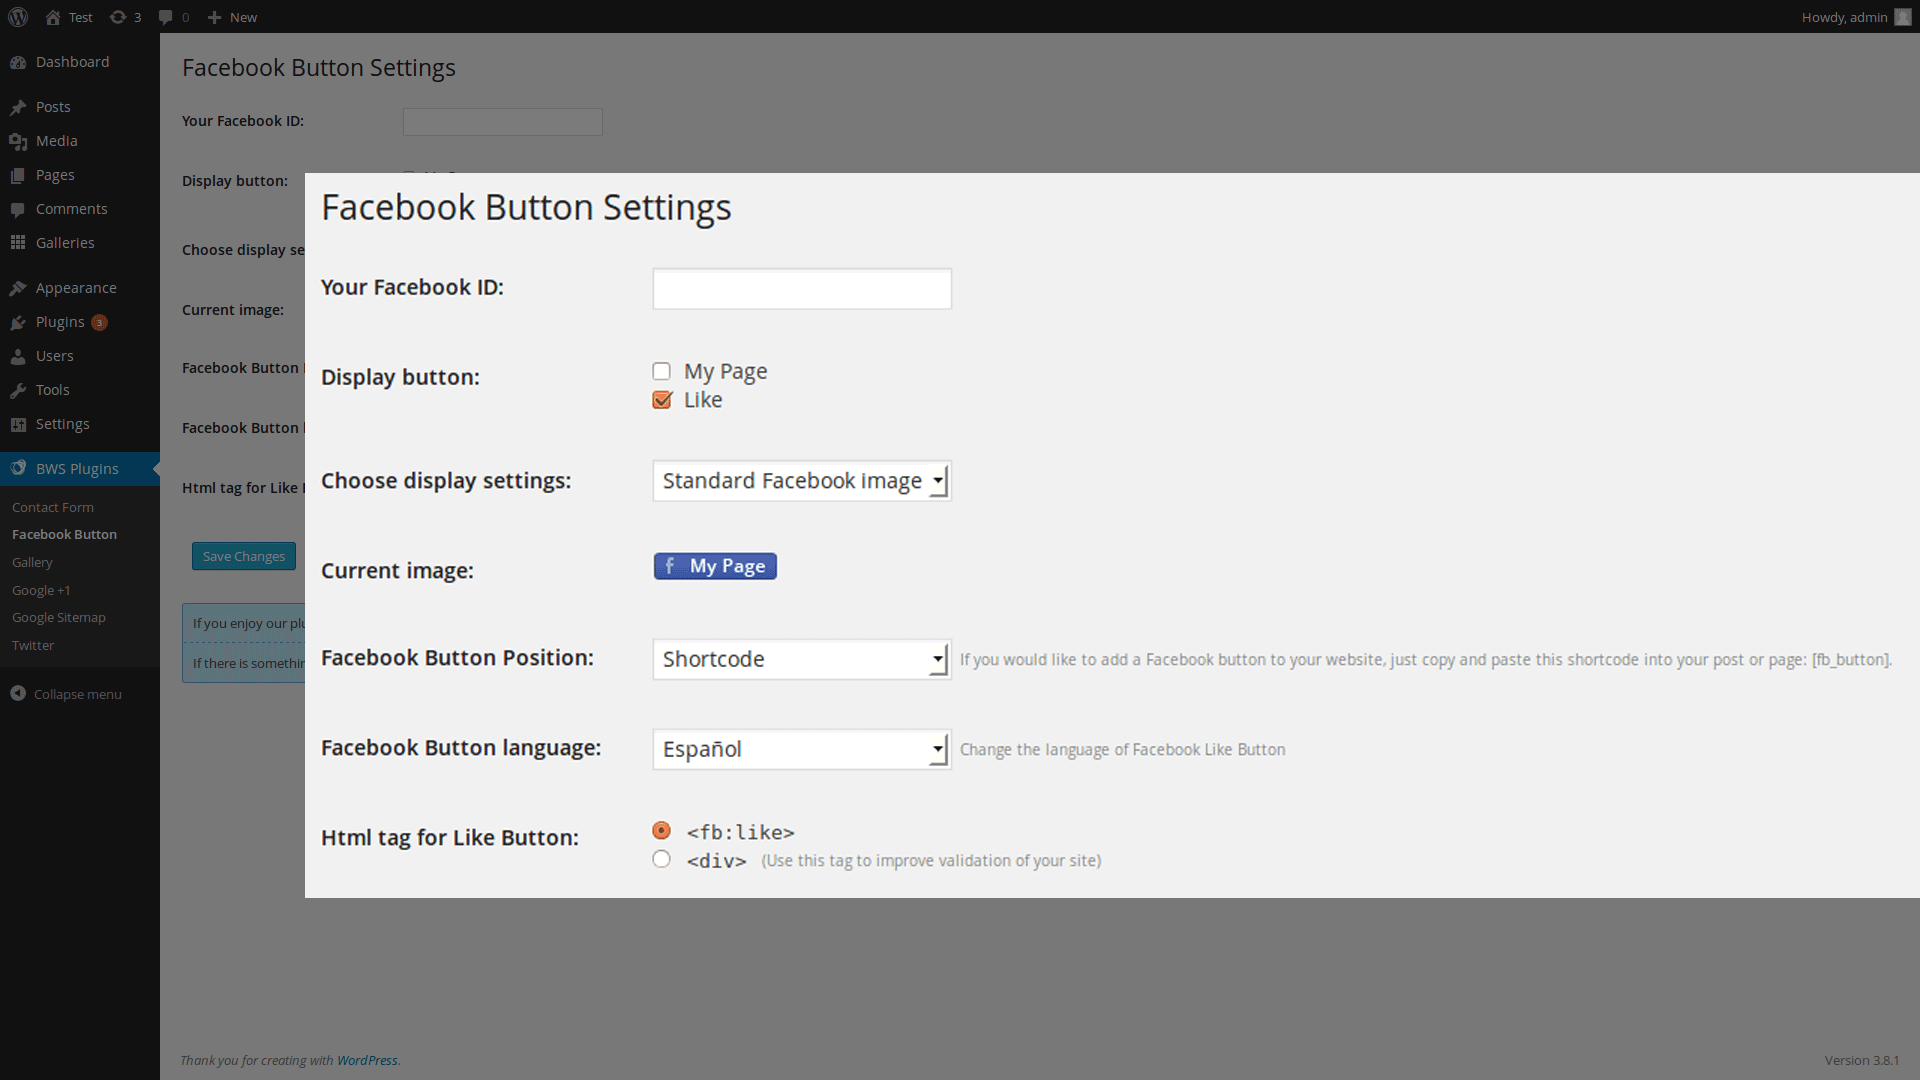 Test 3 0 New
Howdy, admin
Dashboard
Posts
Media
Pages
Comments
Galleries
Appearance
Plugins 3
Users
Tools
Settings
BWS Plugins
Contact Form
Facebook Button
Gallery
Google +1
Google Sitemap
Twitter
Collapse menu
Facebook Button Settings
Your Facebook ID:
Display button:
Choose display se
Current image:
Facebook Button
Facebook Button
Html tag for Like
Save Changes
If you enjoy our plu
If there is somethin
Facebook Button Settings
Your Facebook ID:
Display button:
My Page
Like
Choose display settings:
Standard Facebook image
Current image:
f My Page
Facebook Button Position:
Shortcode
If you would like to add a Facebook button to your website, just copy and paste this shortcode into your post or page: [fb_button].
Facebook Button language:
Español
Change the language of Facebook Like Button
Html tag for Like Button:
<fb:like>
<div> (Use this tag to improve validation of your site)
Thank you for creating with WordPress.
Version 3.8.1